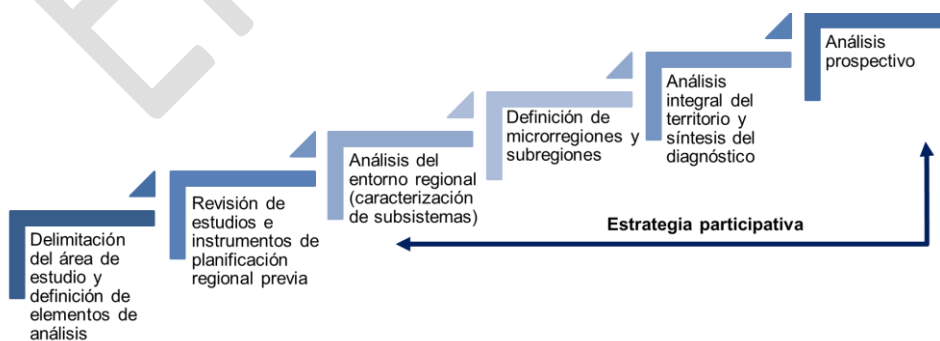 Delimitación
del área de
estudio y
definición de
elementos de
análisis
Revisión de
estudios e
instrumentos de
planificación
regional previa
Análisis del
entorno regional
(caracterización
de subsistemas)
Definición de
microrregiones y
subregiones
Análisis
integral del
territorio y
síntesis del
diagnóstico
Análisis
prospectivo
Estrategia participativa